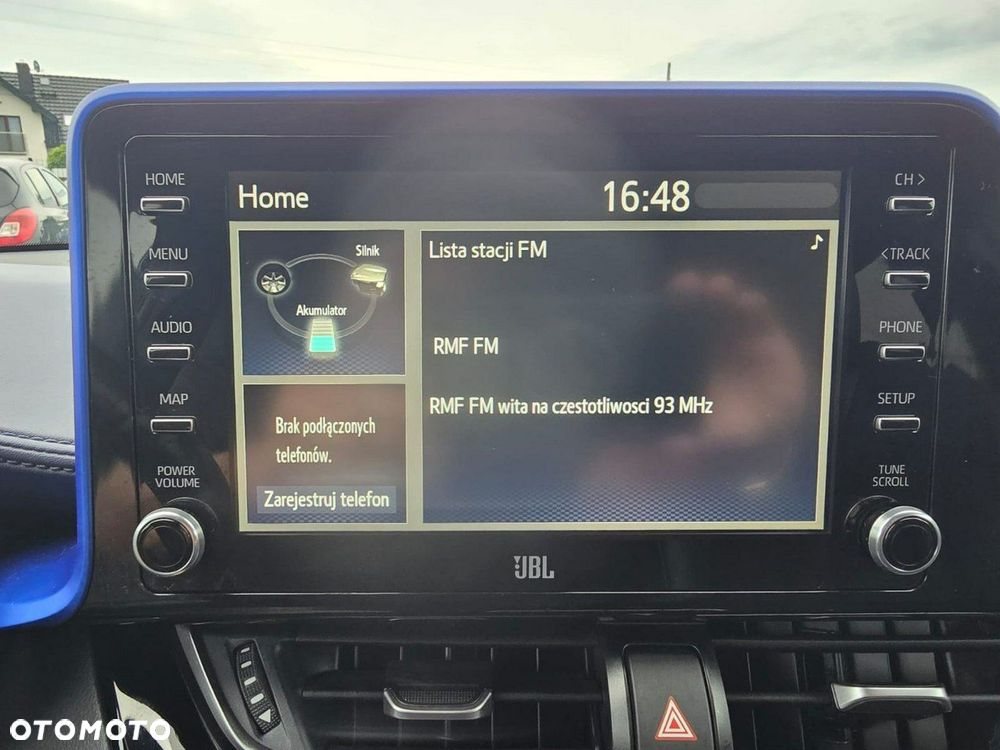 HOME
MENU
AUDIO
MAP
POWER
VOLUME
Home
16:48
Silnik
Akumulator
Brak podłączonych
telefonów.
Zarejestruj telefon
Lista stacji FM
RMF FM
RMF FM wita na czestotliwosci 93 MHz
CH >
< TRACK
PHONE
SETUP
TUNE
SCROLL
JBL
OTOMOTO